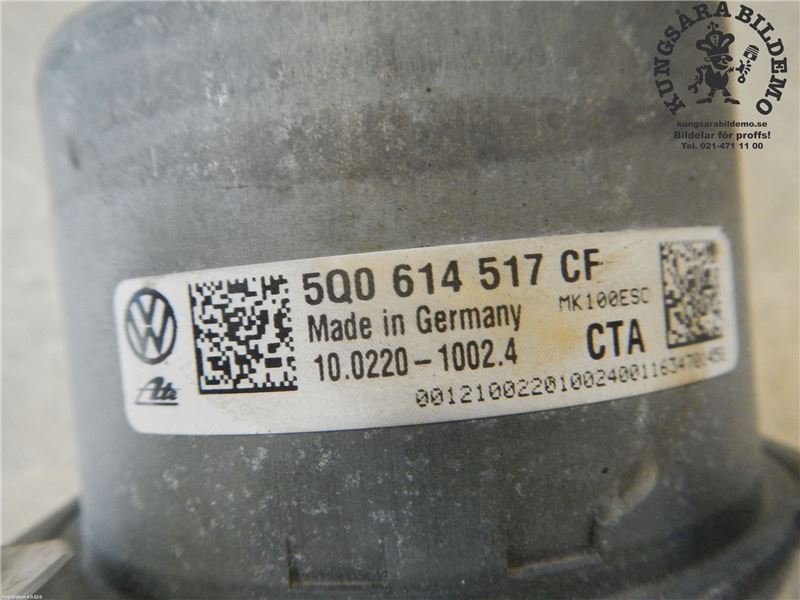 KUNGSÅRA BILDEMO
kungsarabildemo.se
Bildelar för proffs!
Tel. 021-471 11 00
5Q0 614 517 CF
MK100ESC
Made in Germany
10.0220-1002.4
CTA
Ate